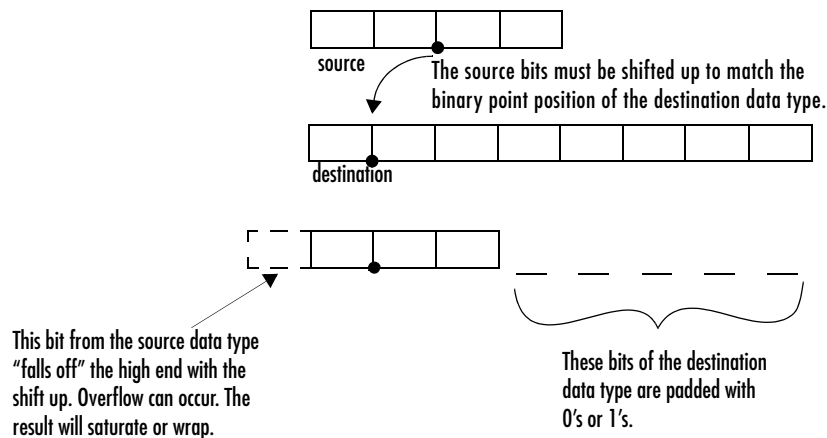 source
The source bits must be shifted up to match the
binary point position of the destination data type.
destination
This bit from the source data type
“falls off” the high end with the
shift up. Overflow can occur. The
result will saturate or wrap.
These bits of the destination
data type are padded with
0's or 1's.